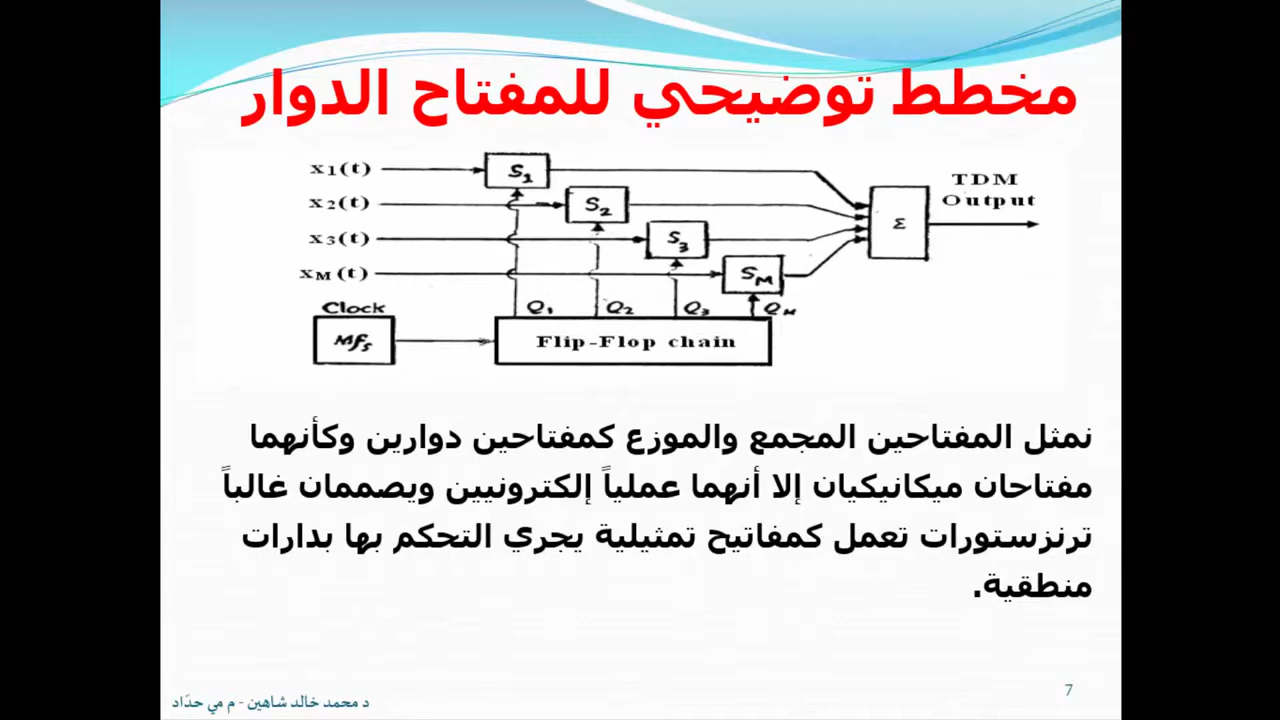 مخطط توضيحي للمفتاح الدوار
x1(t)
S1
x2(t)
S2
x3(t)
S3
xM(t)
SM
Σ
TDM
Output
Clock
Mfs
Q1
Q2
Q3
QM
Flip-Flop chain
نمثل المفتاحين المجمع والموزع كمفتاحين دوارين وكأنهما
مفتاحان ميكانيكيان إلا أنهما عملياً إلكترونيين ويصممان غالباً
ترنزستورات تعمل كمفاتيح تمثيلية يجري التحكم بها بدارات
منطقية.
7
د محمد خالد شاهين - م مي حدّاد